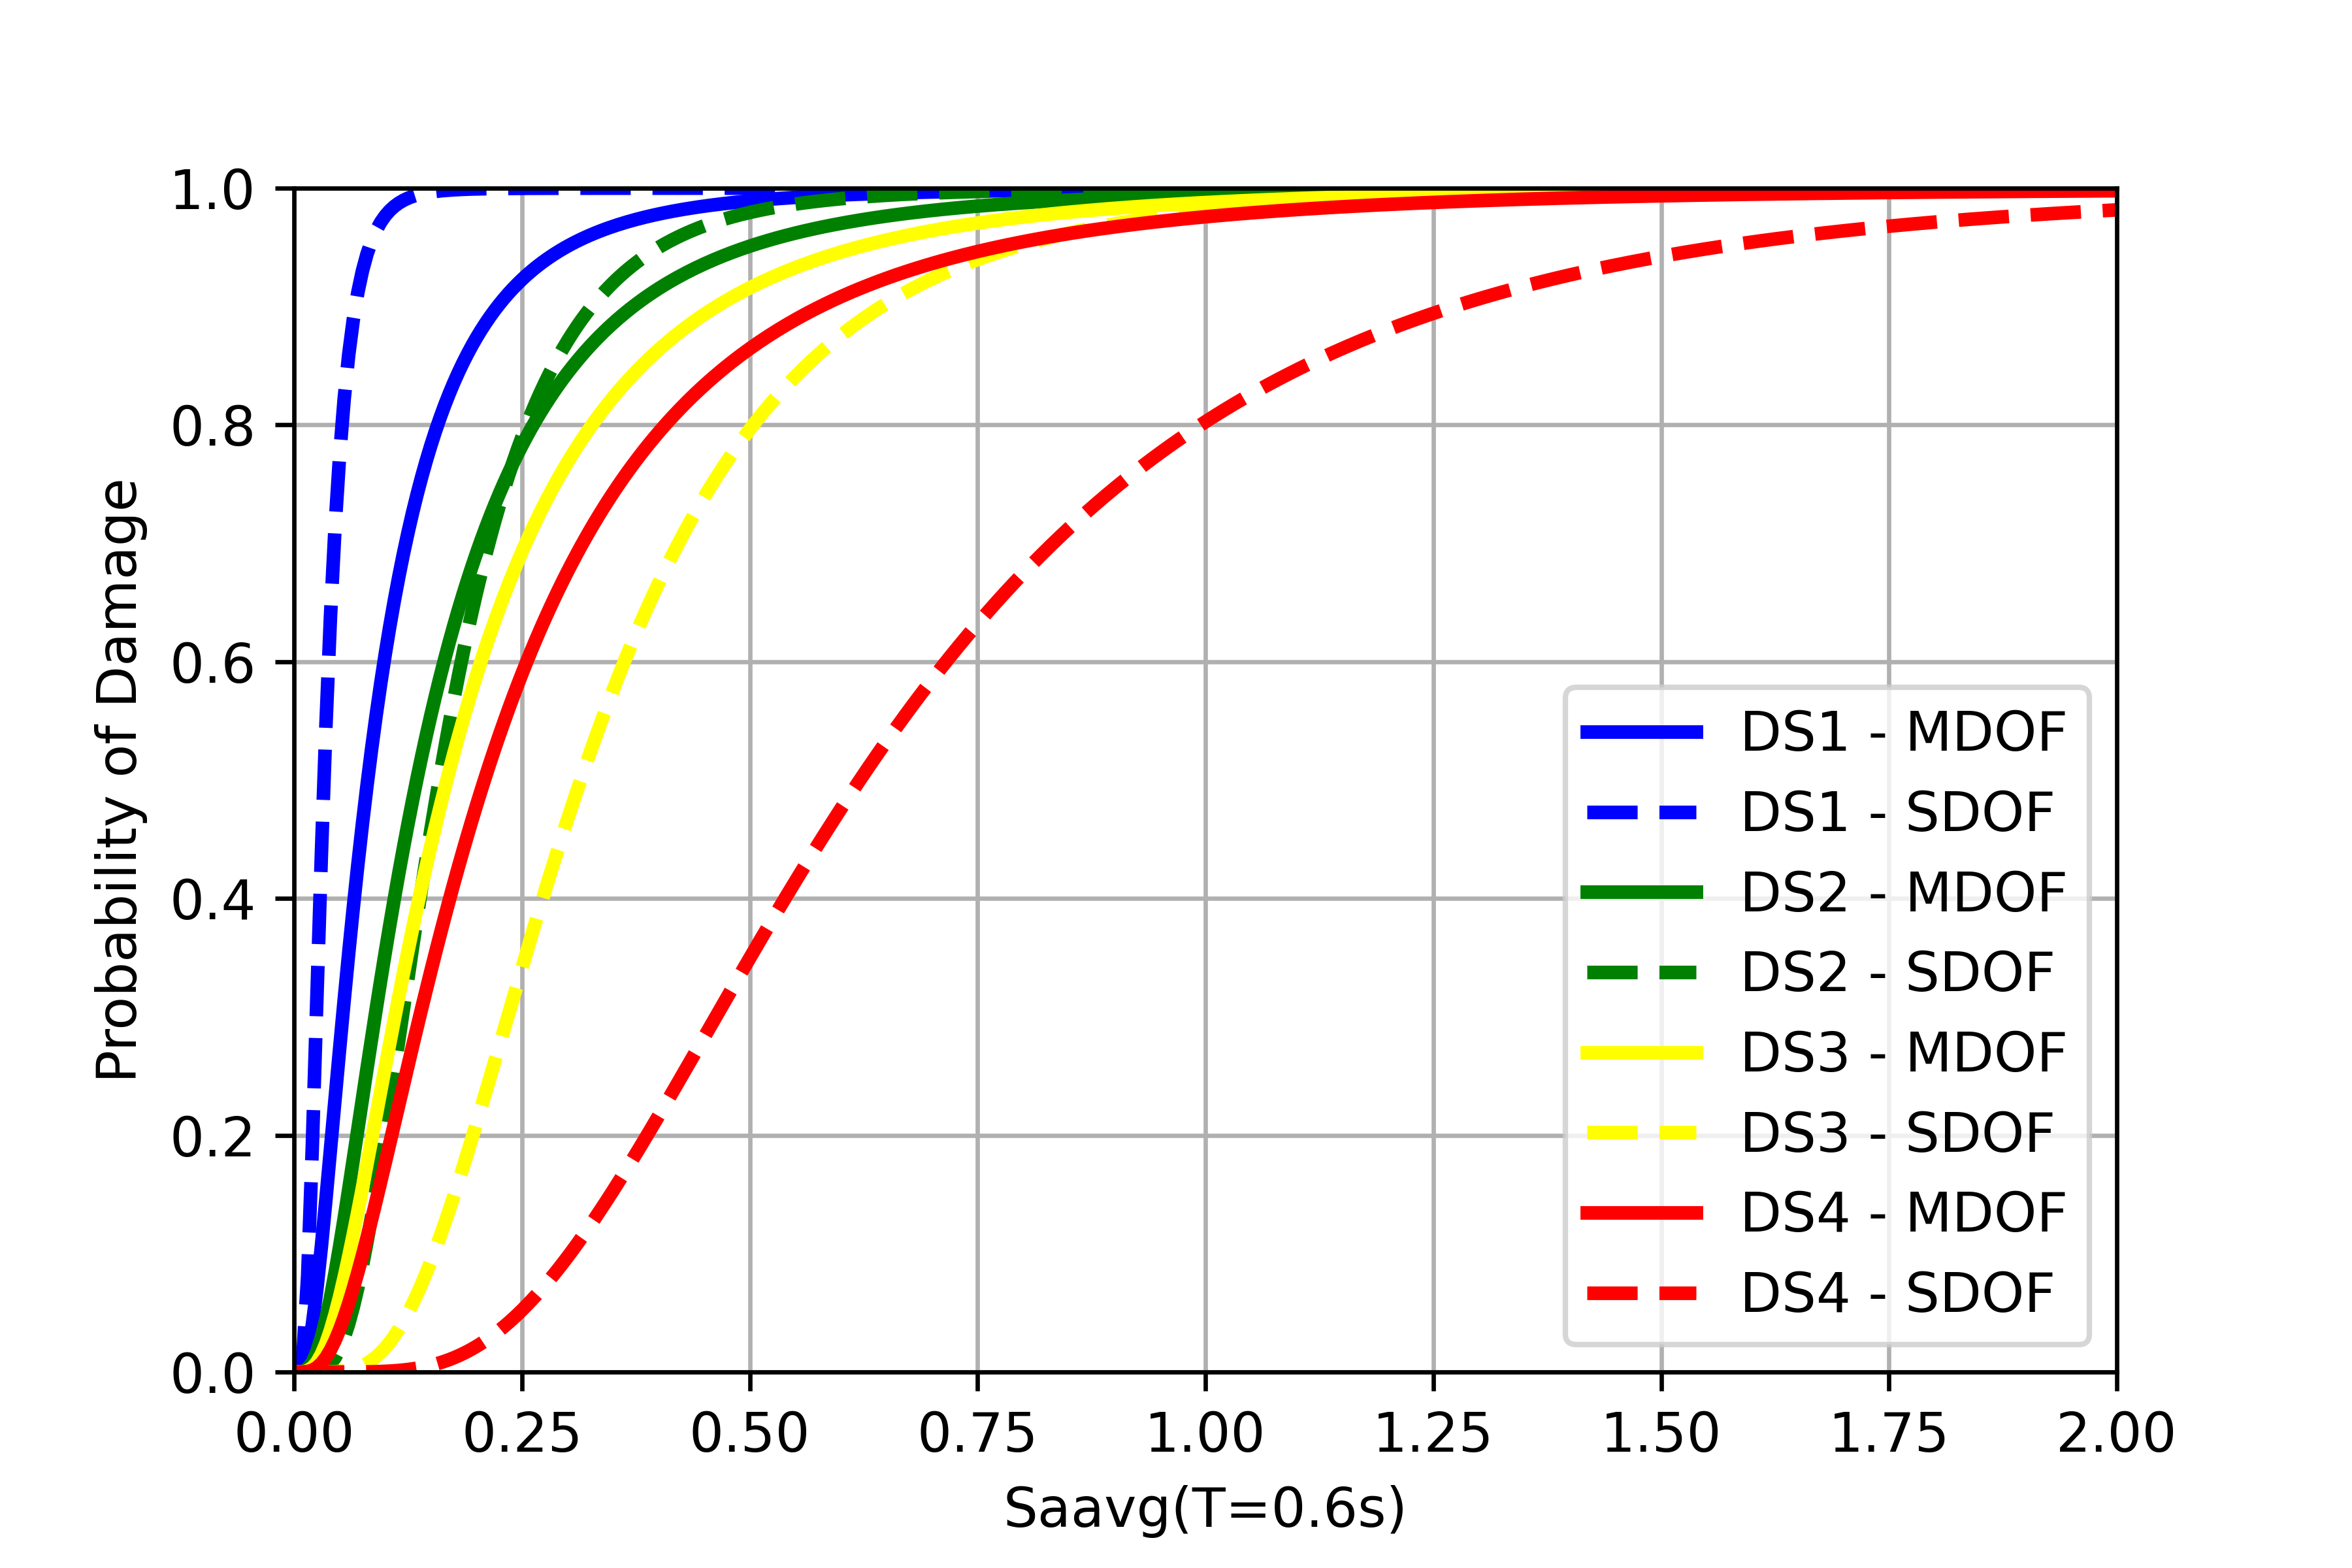 1.0
0.8
0.6
0.4
0.2
0.0
Probability of Damage
0.00 0.25 0.50 0.75 1.00 1.25 1.50 1.75 2.00
Saavg(T=0.6s)
DS1 - MDOF
DS1 - SDOF
DS2 - MDOF
DS2 - SDOF
DS3 - MDOF
DS3 - SDOF
DS4 - MDOF
DS4 - SDOF